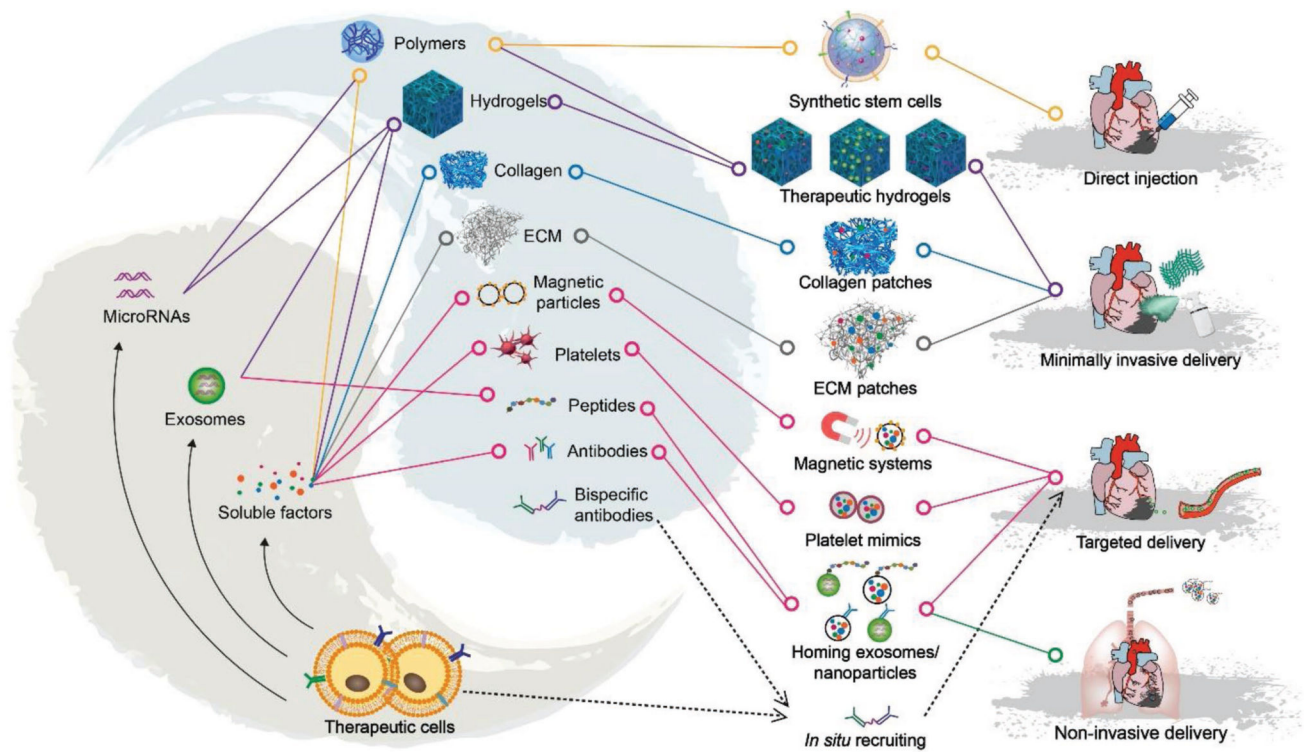 Polymers
Hydrogels
Collagen
ECM
Magnetic
particles
Platelets
Peptides
Antibodies
Bispecific
antibodies
MicroRNAs
Exosomes
Soluble factors
Therapeutic cells
Synthetic stem cells
Therapeutic hydrogels
Collagen patches
ECM patches
Magnetic systems
Platelet mimics
Homing exosomes/
nanoparticles
In situ recruiting
Direct injection
Minimally invasive delivery
Targeted delivery
Non-invasive delivery